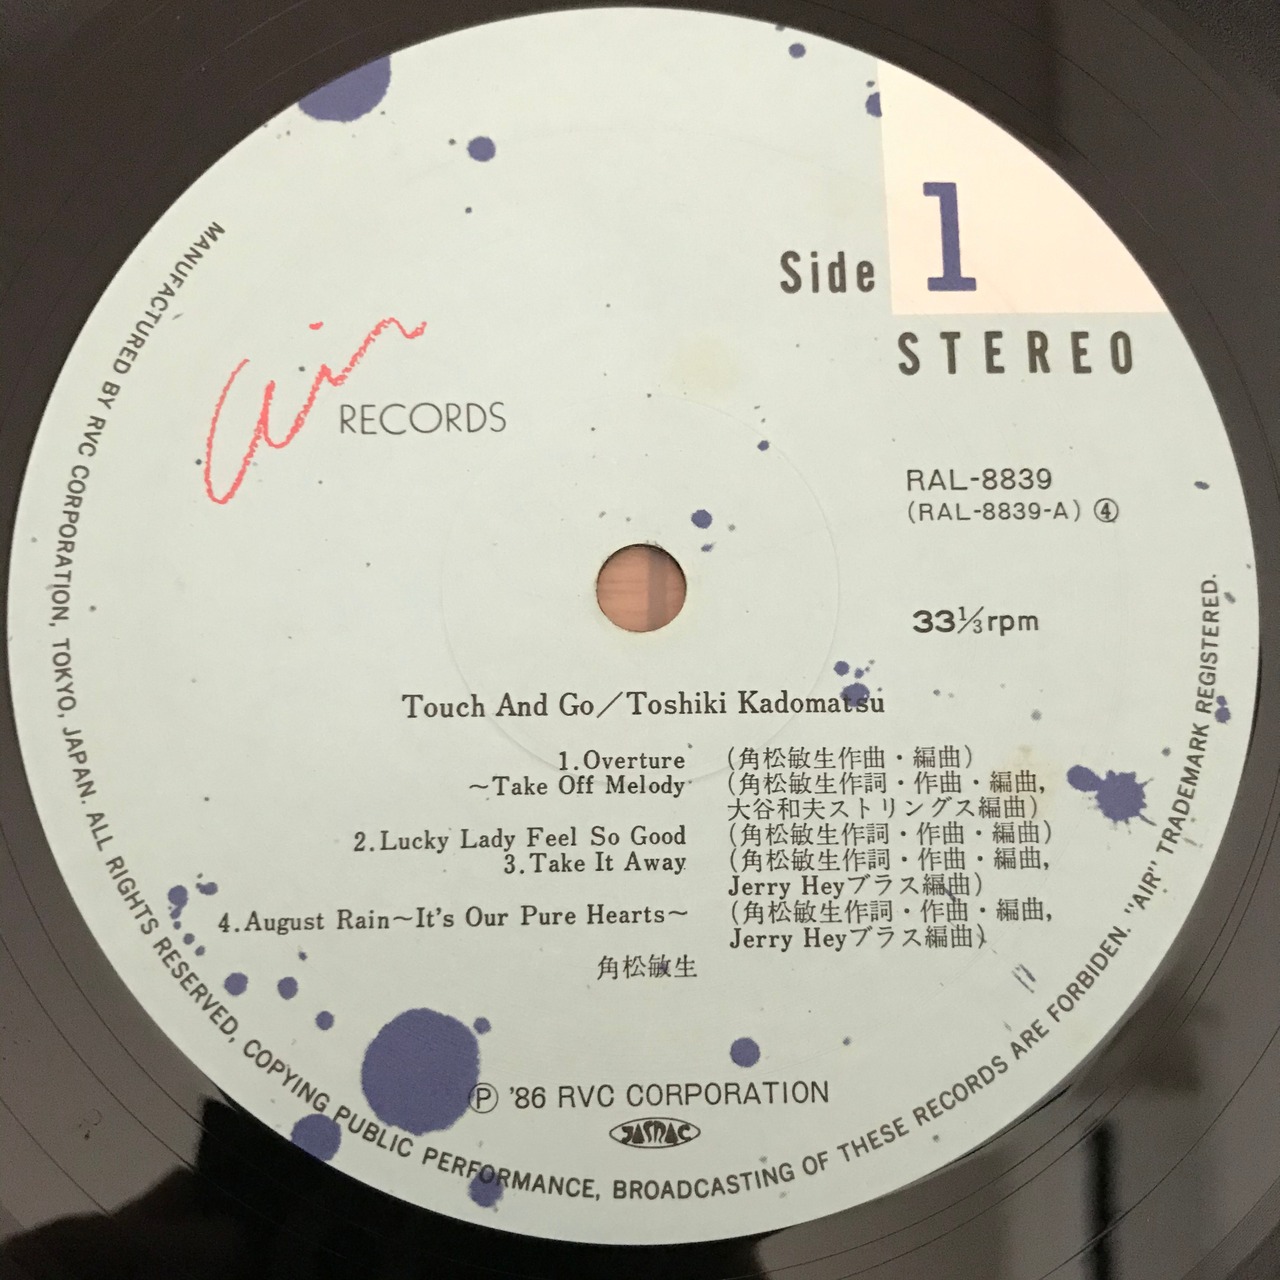 Side 1
STEREO
air
RECORDS
RAL-8839
(RAL-8839-A) ④
33⅓rpm
Touch And Go／Toshiki Kadomatsu
1.Overture (角松敏生作曲・編曲)
~Take Off Melody (角松敏生作詞・作曲・編曲,
大谷和夫ストリングス編曲)
2.Lucky Lady Feel So Good (角松敏生作詞・作曲・編曲)
3.Take It Away (角松敏生作詞・作曲・編曲,
Jerry Heyブラス編曲)
4.August Rain~It's Our Pure Hearts~ (角松敏生作詞・作曲・編曲,
Jerry Heyブラス編曲)
角松敏生
Ⓟ '86 RVC CORPORATION
JASRAC
MANUFACTURED BY RVC CORPORATION, TOKYO, JAPAN. ALL RIGHTS RESERVED, COPYING PUBLIC PERFORMANCE, BROADCASTING OF THESE RECORDS ARE FORBIDDEN. "AIR" TRADEMARK REGISTERED.